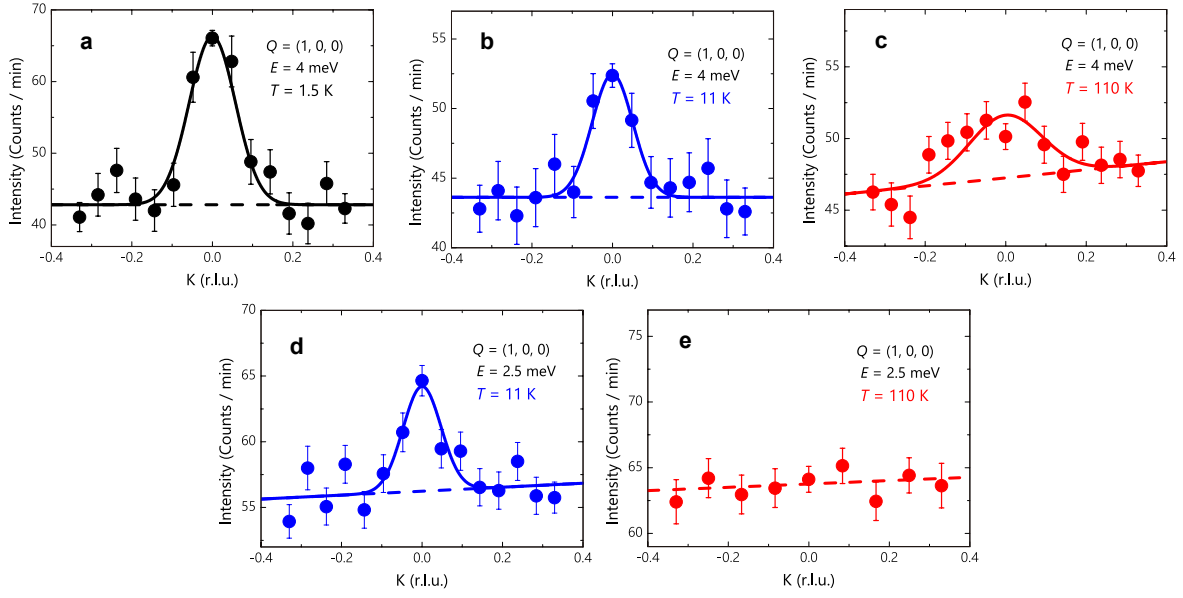 a
Q = (1, 0, 0)
E = 4 meV
T = 1.5 K
Intensity (Counts / min)
70
60
50
40
-0.4 -0.2 0.0 0.2 0.4
K (r.l.u.)
b
Q = (1, 0, 0)
E = 4 meV
T = 11 K
Intensity (Counts / min)
55
50
45
40
-0.4 -0.2 0.0 0.2 0.4
K (r.l.u.)
c
Q = (1, 0, 0)
E = 4 meV
T = 110 K
Intensity (Counts / min)
55
50
45
-0.4 -0.2 0.0 0.2 0.4
K (r.l.u.)
d
Q = (1, 0, 0)
E = 2.5 meV
T = 11 K
Intensity (Counts / min)
70
65
60
55
-0.4 -0.2 0.0 0.2 0.4
K (r.l.u.)
e
Q = (1, 0, 0)
E = 2.5 meV
T = 110 K
Intensity (Counts / min)
75
70
65
60
-0.4 -0.2 0.0 0.2 0.4
K (r.l.u.)